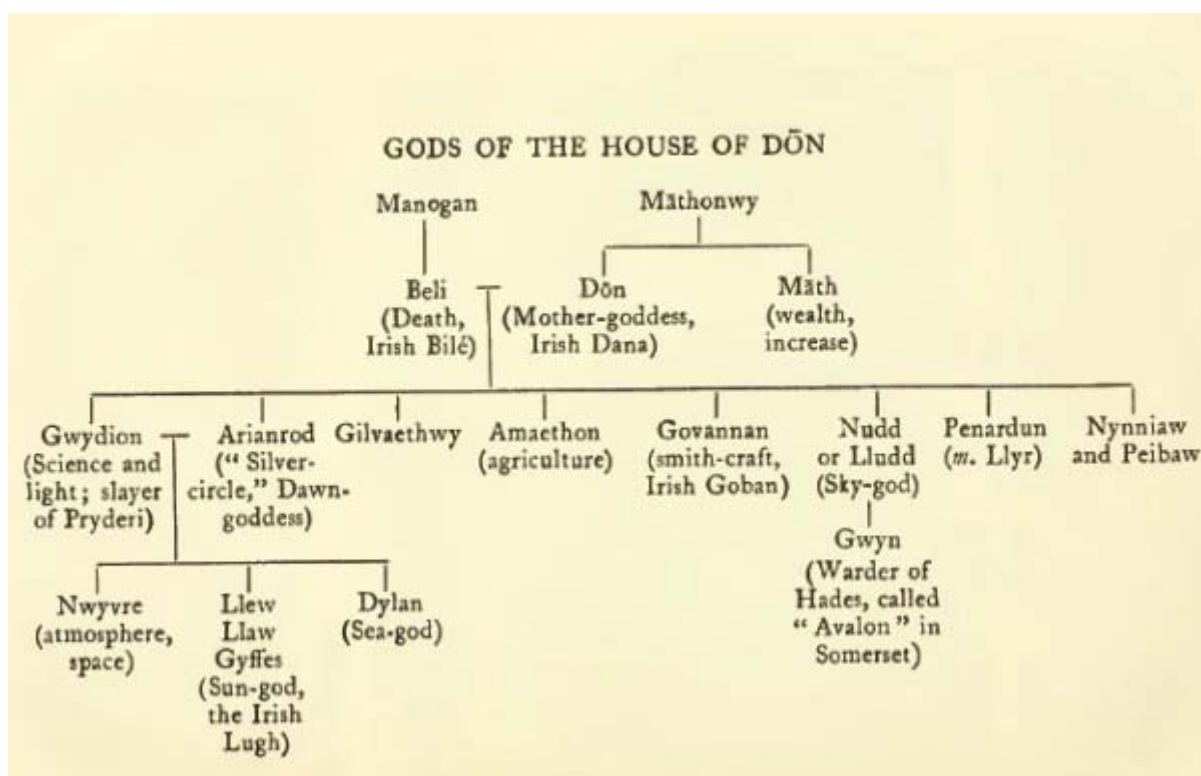 GODS OF THE HOUSE OF DŌN
Manogan
Māthonwy
Beli
(Death,
Irish Bilé)
Dōn
(Mother-goddess,
Irish Dana)
Māth
(wealth,
increase)
Gwydion
(Science and
light; slayer
of Pryderi)
Arianrod
(“ Silver-
circle,” Dawn-
goddess)
Gilvaethwy
Amaethon
(agriculture)
Govannan
(smith-craft,
Irish Goban)
Nudd
or Lludd
(Sky-god)
Penardun
(m. Llyr)
Nynniaw
and Peibaw
Nwyvre
(atmosphere,
space)
Llew
Llaw
Gyffes
(Sun-god,
the Irish
Lugh)
Dylan
(Sea-god)
Gwyn
(Warder of
Hades, called
“ Avalon ” in
Somerset)